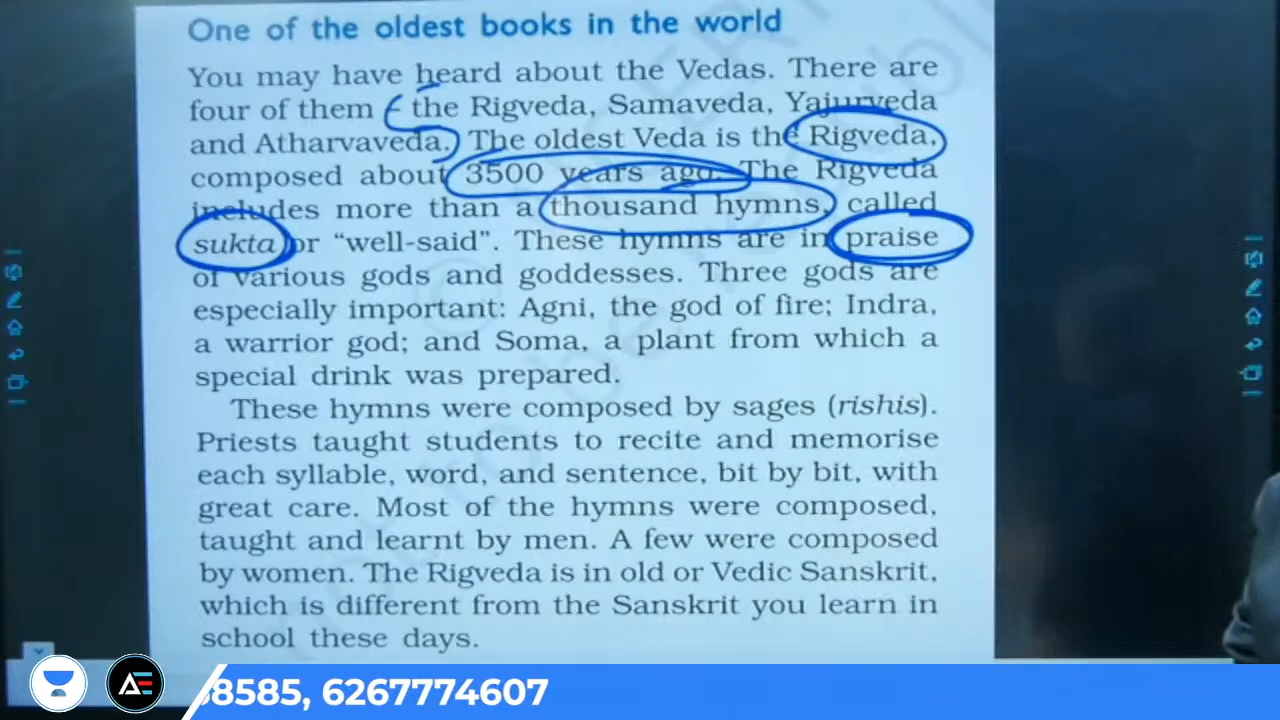 One of the oldest books in the world
You may have heard about the Vedas. There are
four of them – the Rigveda, Samaveda, Yajurveda
and Atharvaveda. The oldest Veda is the Rigveda,
composed about 3500 years ago. The Rigveda
includes more than a thousand hymns, called
sukta or “well-said”. These hymns are in praise
of various gods and goddesses. Three gods are
especially important: Agni, the god of fire; Indra,
a warrior god; and Soma, a plant from which a
special drink was prepared.
These hymns were composed by sages (rishis).
Priests taught students to recite and memorise
each syllable, word, and sentence, bit by bit, with
great care. Most of the hymns were composed,
taught and learnt by men. A few were composed
by women. The Rigveda is in old or Vedic Sanskrit,
which is different from the Sanskrit you learn in
school these days.
8585, 6267774607